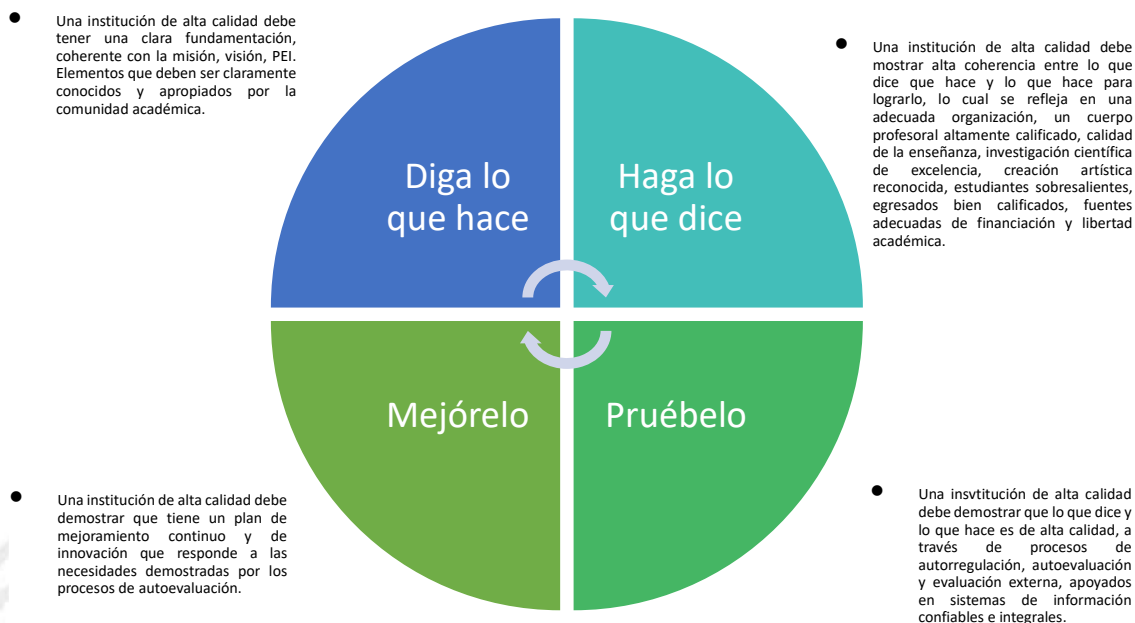 Una institución de alta calidad debe
tener una clara fundamentación,
coherente con la misión, visión, PEI.
Elementos que deben ser claramente
conocidos y apropiados por la
comunidad académica.
Una institución de alta calidad debe
mostrar alta coherencia entre lo que
dice que hace y lo que hace para
lograrlo, lo cual se refleja en una
adecuada organización, un cuerpo
profesoral altamente calificado, calidad
de la enseñanza, investigación científica
de excelencia, creación artística
reconocida, estudiantes sobresalientes,
egresados bien calificados, fuentes
adecuadas de financiación y libertad
académica.
Diga lo
que hace
Haga lo
que dice
Mejórelo
Pruébelo
Una institución de alta calidad debe
demostrar que tiene un plan de
mejoramiento continuo y de
innovación que responde a las
necesidades demostradas por los
procesos de autoevaluación.
Una insvtitución de alta calidad
debe demostrar que lo que dice y
lo que hace es de alta calidad, a
través de procesos de
autorregulación, autoevaluación
y evaluación externa, apoyados
en sistemas de información
confiables e integrales.